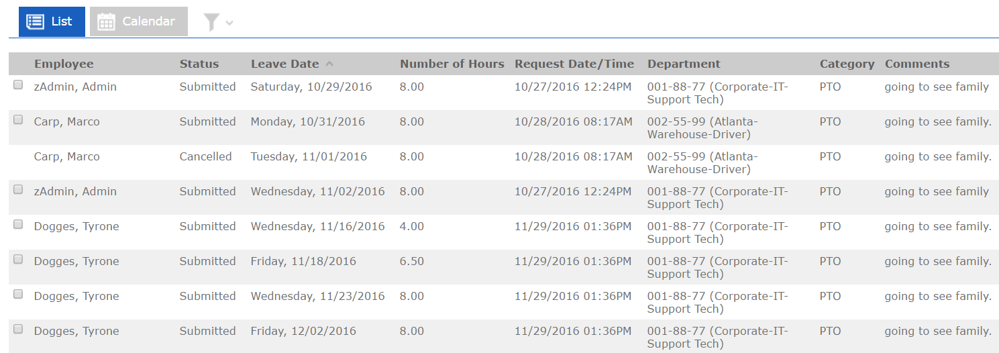 List Calendar
Employee Status Leave Date Number of Hours Request Date/Time Department Category Comments
zAdmin, Admin Submitted Saturday, 10/29/2016 8.00 10/27/2016 12:24PM 001-88-77 (Corporate-IT- PTO going to see family
Support Tech)
Carp, Marco Submitted Monday, 10/31/2016 8.00 10/28/2016 08:17AM 002-55-99 (Atlanta- PTO going to see family.
Warehouse-Driver)
Carp, Marco Cancelled Tuesday, 11/01/2016 8.00 10/28/2016 08:17AM 002-55-99 (Atlanta- PTO going to see family.
Warehouse-Driver)
zAdmin, Admin Submitted Wednesday, 11/02/2016 8.00 10/27/2016 12:24PM 001-88-77 (Corporate-IT- PTO going to see family
Support Tech)
Dogges, Tyrone Submitted Wednesday, 11/16/2016 4.00 11/29/2016 01:36PM 001-88-77 (Corporate-IT- PTO going to see family.
Support Tech)
Dogges, Tyrone Submitted Friday, 11/18/2016 6.50 11/29/2016 01:36PM 001-88-77 (Corporate-IT- PTO going to see family.
Support Tech)
Dogges, Tyrone Submitted Wednesday, 11/23/2016 8.00 11/29/2016 01:36PM 001-88-77 (Corporate-IT- PTO going to see family.
Support Tech)
Dogges, Tyrone Submitted Friday, 12/02/2016 8.00 11/29/2016 01:36PM 001-88-77 (Corporate-IT- PTO going to see family.
Support Tech)